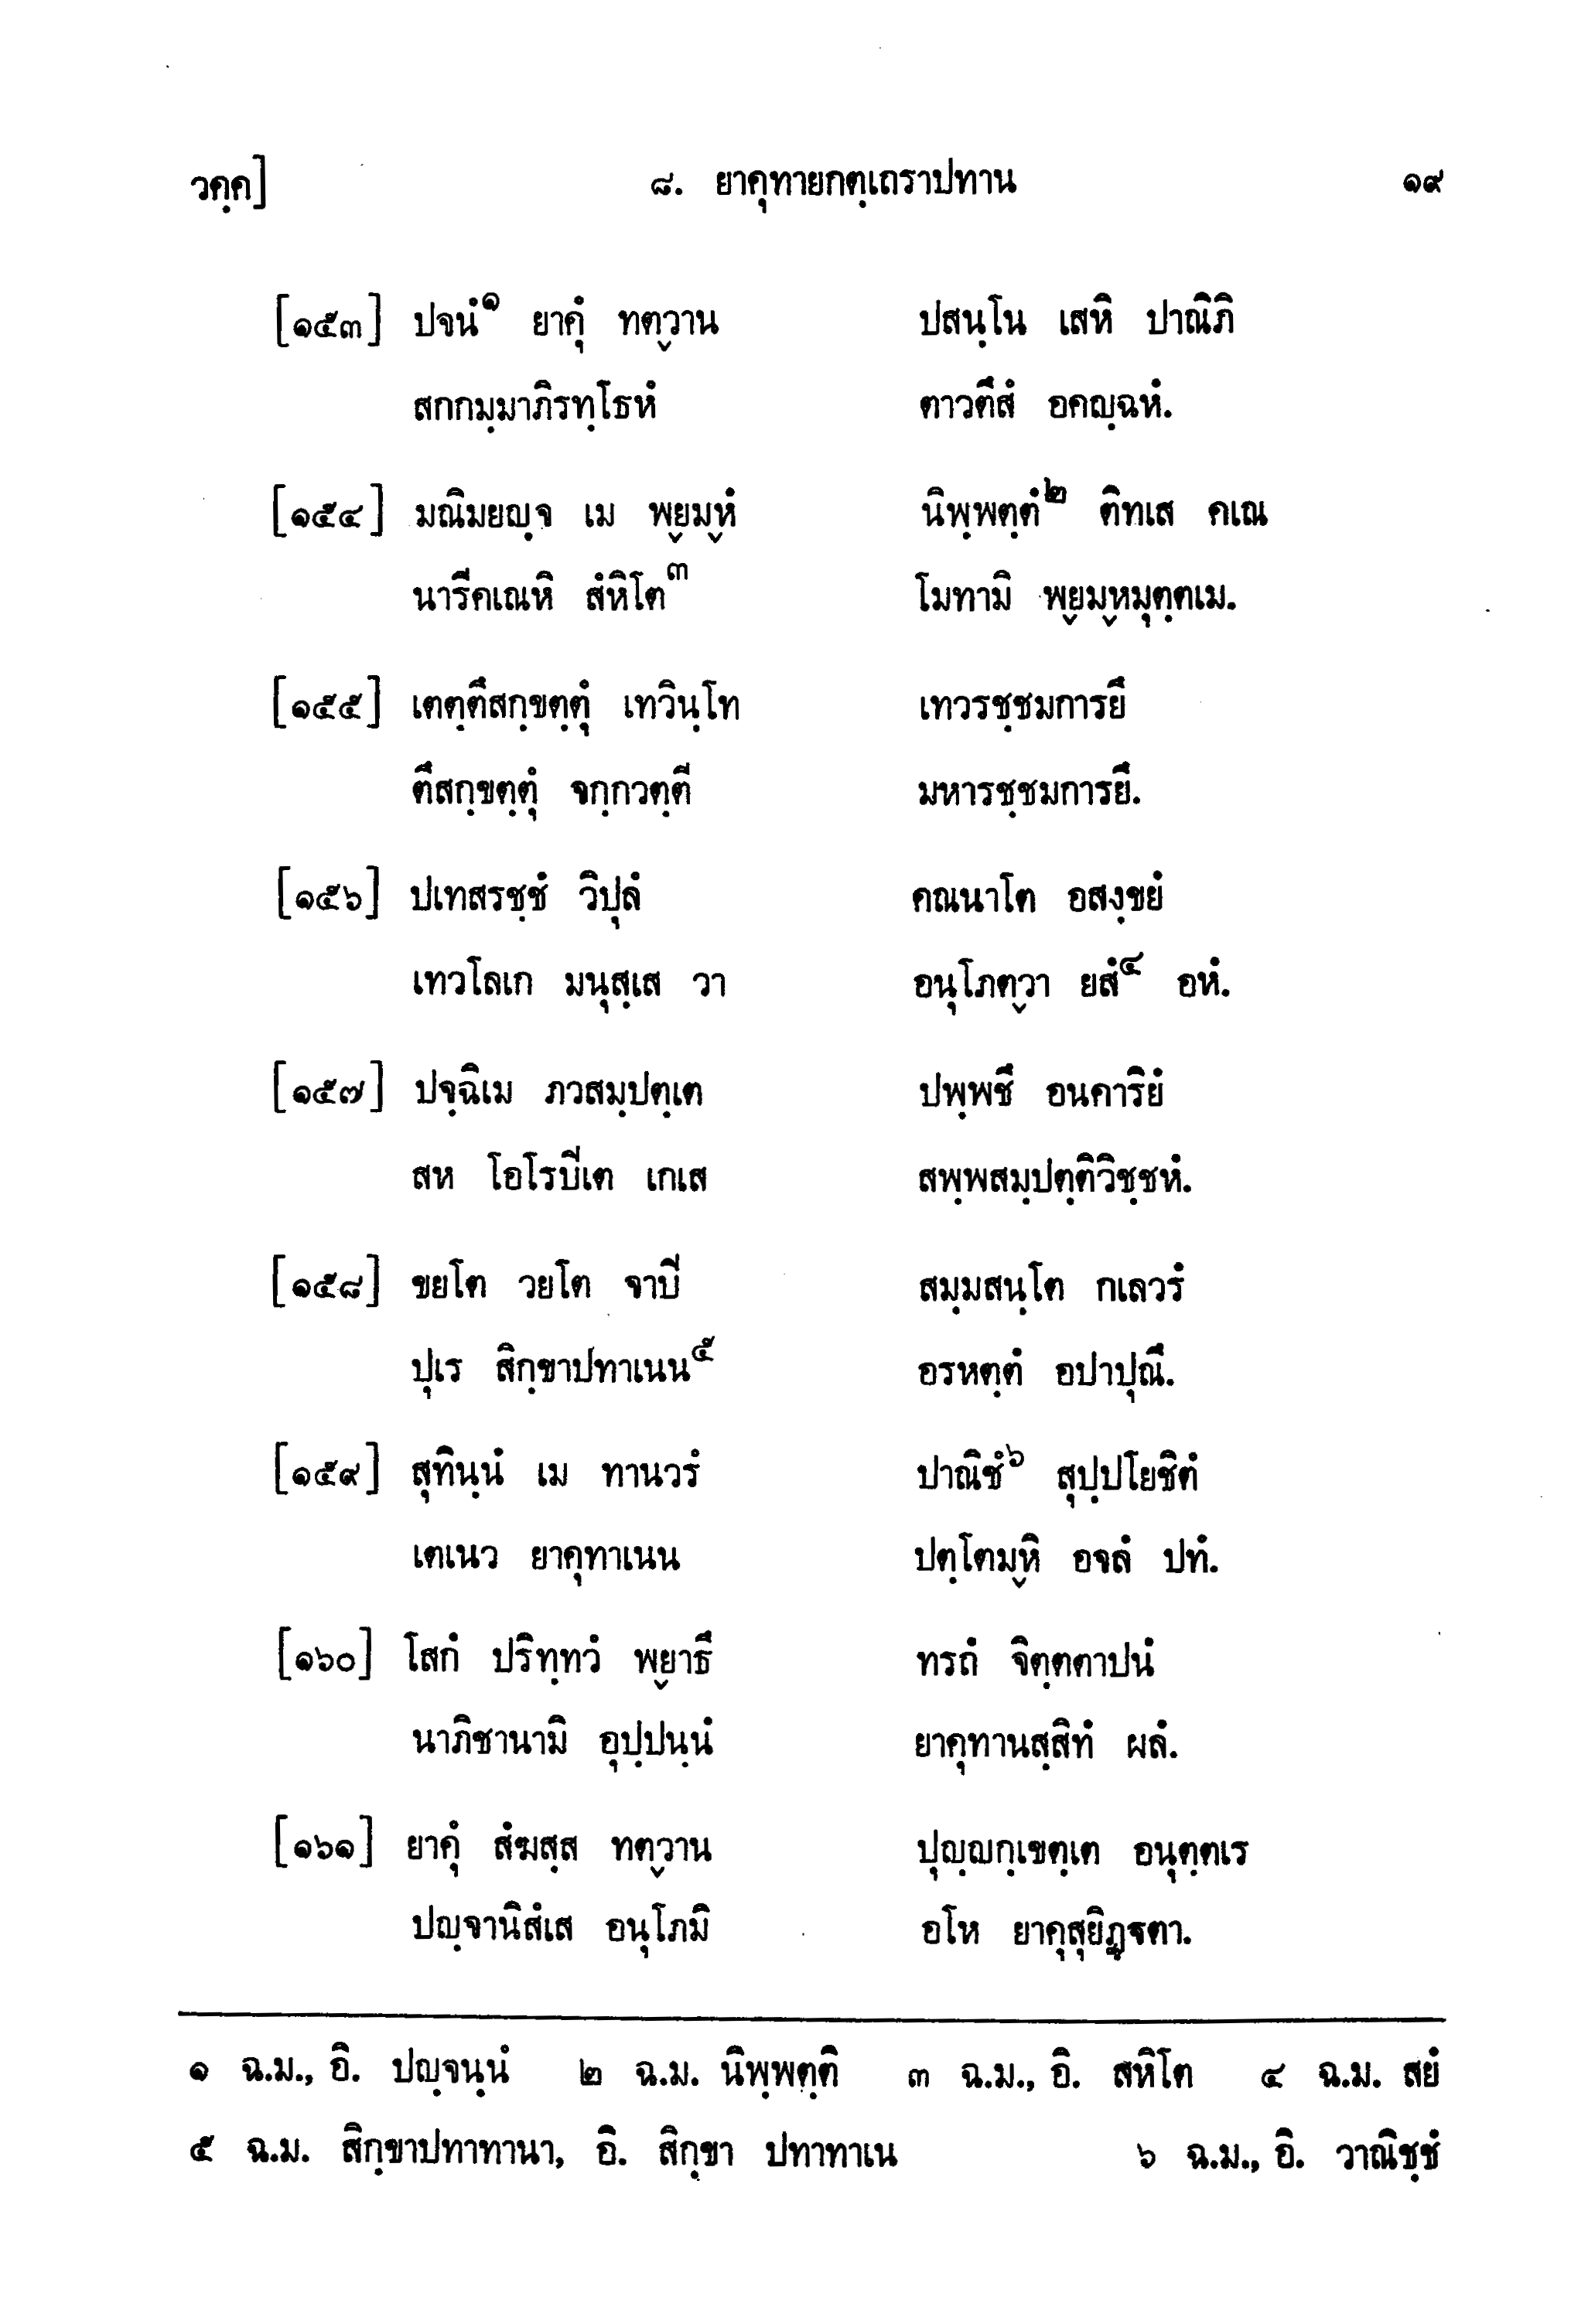 วคฺค] ๘. ยาคุทายกตฺเถราปทาน ๑๙
[๑๕๓] ปจนํ๑ ยาคุํ ทตฺวาน ปสนฺโน เสหิ ปาณิภิ
สกกมฺมาภิรทฺโธหํ ตาวตึสํ อคญฺฉหํ.
[๑๕๔] มณิมยญฺจ เม พฺยมฺหํ นิพฺพตฺตํ๒ ติทเส คเณ
นารีคเณหิ สํหิโต๓ โมทามิ พฺยมฺหมุตฺตเม.
[๑๕๕] เตตฺตึสกฺขตฺตุํ เทวินฺโท เทวรชฺชมการยึ
ตึสกฺขตฺตุํ จกฺกวตฺตี มหารชฺชมการยึ.
[๑๕๖] ปเทสรชฺชํ วิปุลํ คณนาโต อสงฺขยํ
เทวโลเก มนุสฺเส วา อนุโภตฺวา ยสํ๔ อหํ.
[๑๕๗] ปจฺฉิเม ภวสมฺปตฺเต ปพฺพชึ อนคาริยํ
สห โอโรปิเต เกเส สพฺพสมฺปตฺติวิชฺชหํ.
[๑๕๘] ขยโต วยโต จาปิ สมฺมสนฺโต กเลวรํ
ปุเร สิกฺขาปทาเนน๕ อรหตฺตํ อปาปุณึ.
[๑๕๙] สุทินฺนํ เม ทานวรํ ปาณิชํ๖ สุปฺปโยชิตํ
เตเนว ยาคุทาเนน ปตฺโตมฺหิ อจลํ ปทํ.
[๑๖๐] โสกํ ปริทฺทวํ พฺยาธึ ทรถํ จิตฺตตาปนํ
นาภิชานามิ อุปฺปนฺนํ ยาคุทานสฺสิทํ ผลํ.
[๑๖๑] ยาคุํ สํฆสฺส ทตฺวาน ปุญฺญกฺเขตฺเต อนุตฺตเร
ปญฺจานิสํเส อนุโภมิ อโห ยาคุสุยิฏฺฐตา.
๑ ฉ.ม., อิ. ปญฺจนฺนํ ๒ ฉ.ม. นิพฺพตฺติ ๓ ฉ.ม., อิ. สหิโต ๔ ฉ.ม. สยํ
๕ ฉ.ม. สิกฺขาปทาทานา, อิ. สิกฺขา ปทาทาเน ๖ ฉ.ม., อิ. วาณิชฺชํ